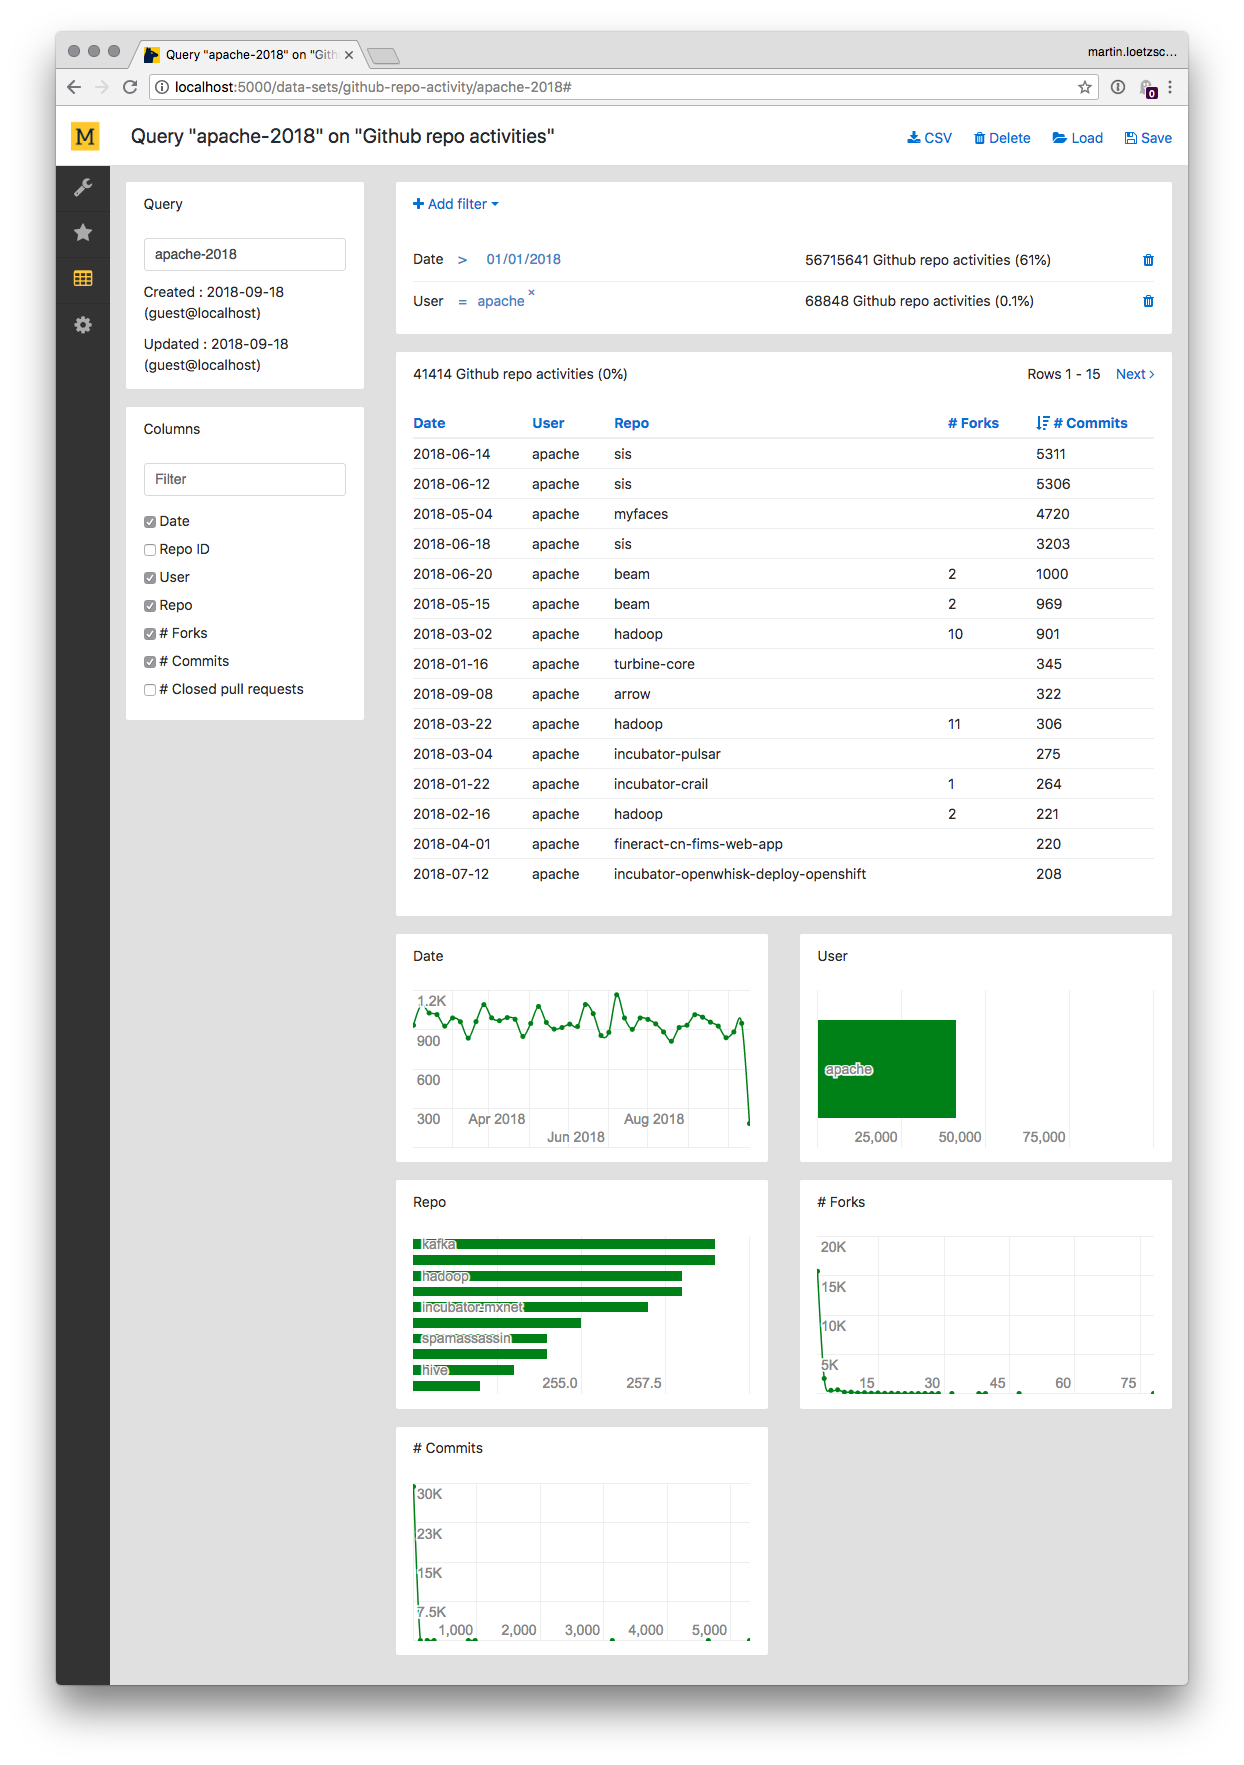 Query "apache-2018" on "Gith
martin.loetzsc...
localhost:5000/data-sets/github-repo-activity/apache-2018#
0
M
Query "apache-2018" on "Github repo activities"
CSV
Delete
Load
Save
Query
apache-2018
Created : 2018-09-18
(guest@localhost)
Updated : 2018-09-18
(guest@localhost)
Columns
Filter
Date
Repo ID
User
Repo
# Forks
# Commits
# Closed pull requests
Add filter
Date > 01/01/2018 56715641 Github repo activities (61%)
User = apache × 68848 Github repo activities (0.1%)
41414 Github repo activities (0%) Rows 1 - 15 Next
Date User Repo # Forks # Commits
2018-06-14 apache sis 5311
2018-06-12 apache sis 5306
2018-05-04 apache myfaces 4720
2018-06-18 apache sis 3203
2018-06-20 apache beam 2 1000
2018-05-15 apache beam 2 969
2018-03-02 apache hadoop 10 901
2018-01-16 apache turbine-core 345
2018-09-08 apache arrow 322
2018-03-22 apache hadoop 11 306
2018-03-04 apache incubator-pulsar 275
2018-01-22 apache incubator-crail 1 264
2018-02-16 apache hadoop 2 221
2018-04-01 apache fineract-cn-fims-web-app 220
2018-07-12 apache incubator-openwhisk-deploy-openshift 208
Date
1.2K
900
600
300
Apr 2018
Jun 2018
Aug 2018
User
apache
25,000 50,000 75,000
Repo
kafka
hadoop
incubator-mxnet
spamassassin
hive
255.0 257.5
# Forks
20K
15K
10K
5K
15 30 45 60 75
# Commits
30K
23K
15K
7.5K
1,000 2,000 3,000 4,000 5,000